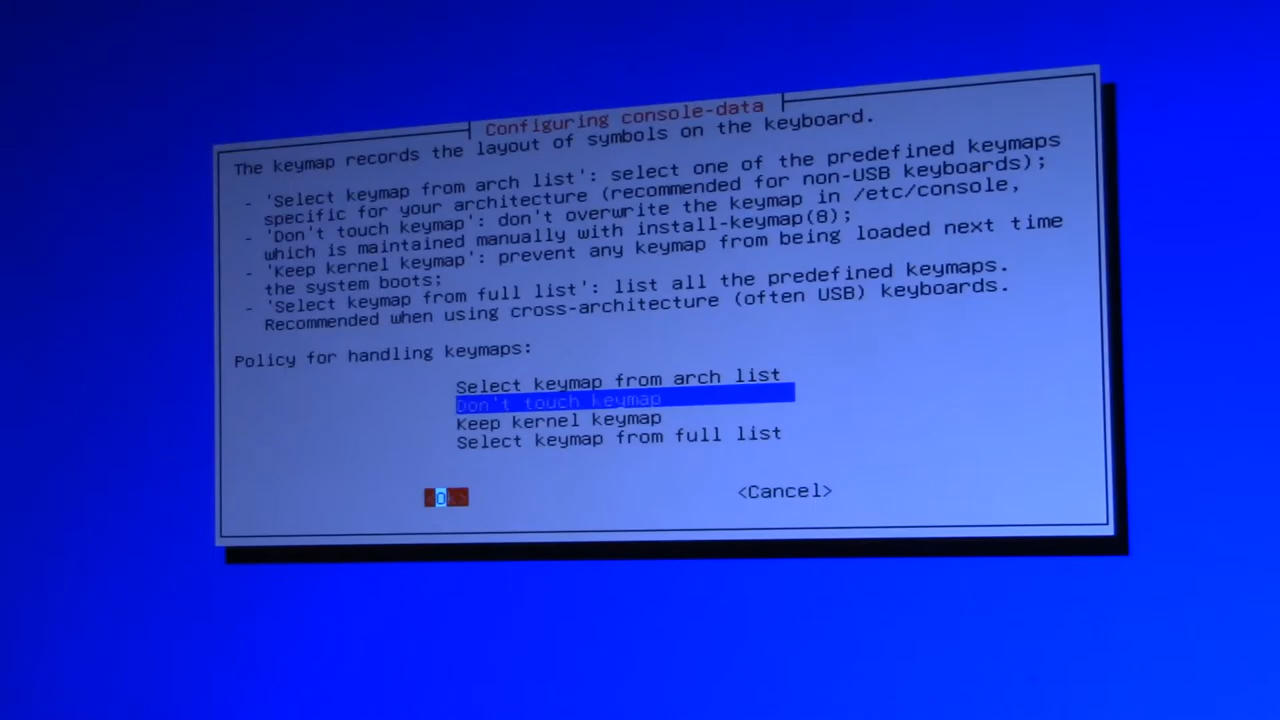 Configuring console-data
The keymap records the layout of symbols on the keyboard.
- 'Select keymap from arch list': select one of the predefined keymaps
specific for your architecture (recommended for non-USB keyboards);
- 'Don't touch keymap': don't overwrite the keymap in /etc/console,
which is maintained manually with install-keymap(8);
- 'Keep kernel keymap': prevent any keymap from being loaded next time
the system boots;
- 'Select keymap from full list': list all the predefined keymaps.
Recommended when using cross-architecture (often USB) keyboards.
Policy for handling keymaps:
Select keymap from arch list
Don't touch keymap
Keep kernel keymap
Select keymap from full list
<Ok> <Cancel>